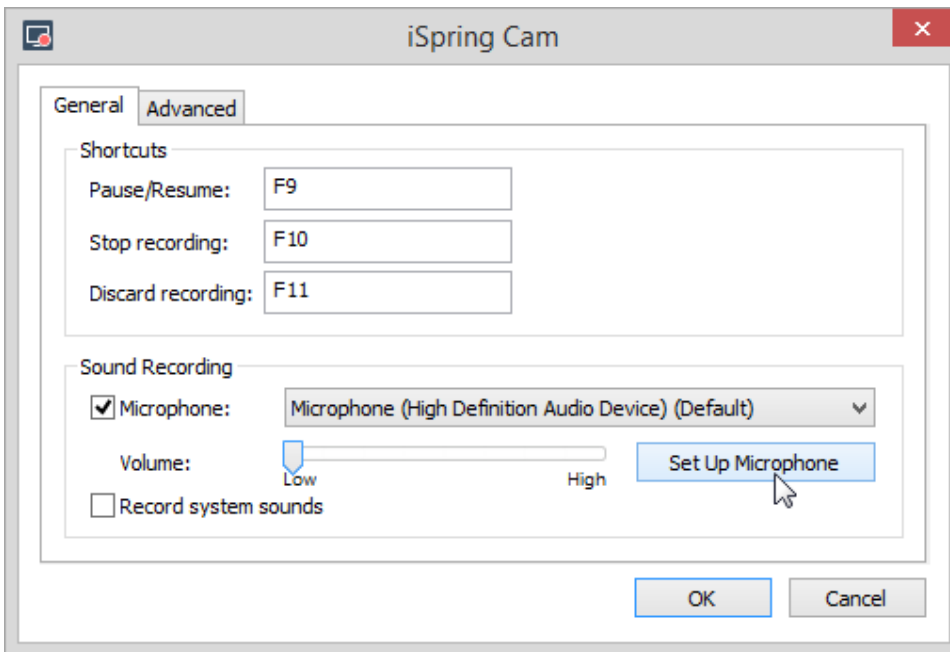 iSpring Cam
General Advanced
Shortcuts
Pause/Resume: F9
Stop recording: F10
Discard recording: F11
Sound Recording
Microphone: Microphone (High Definition Audio Device) (Default)
Volume: Low High Set Up Microphone
Record system sounds
OK Cancel